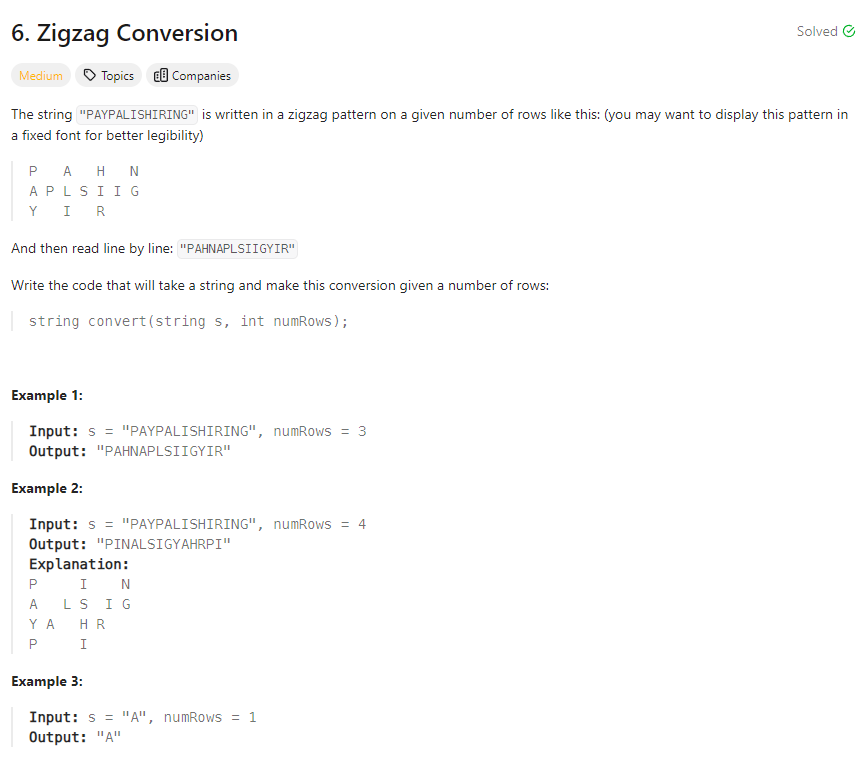 6. Zigzag Conversion
Solved
Medium Topics Companies
The string "PAYPALISHIRING" is written in a zigzag pattern on a given number of rows like this: (you may want to display this pattern in
a fixed font for better legibility)
P   A   H   N
A P L S I I G
Y   I   R
And then read line by line: "PAHNAPLSIIGYIR"
Write the code that will take a string and make this conversion given a number of rows:
string convert(string s, int numRows);
Example 1:
Input: s = "PAYPALISHIRING", numRows = 3
Output: "PAHNAPLSIIGYIR"
Example 2:
Input: s = "PAYPALISHIRING", numRows = 4
Output: "PINALSIGYAHRPI"
Explanation:
P     I    N
A   L S  I G
Y A   H R
P     I
Example 3:
Input: s = "A", numRows = 1
Output: "A"